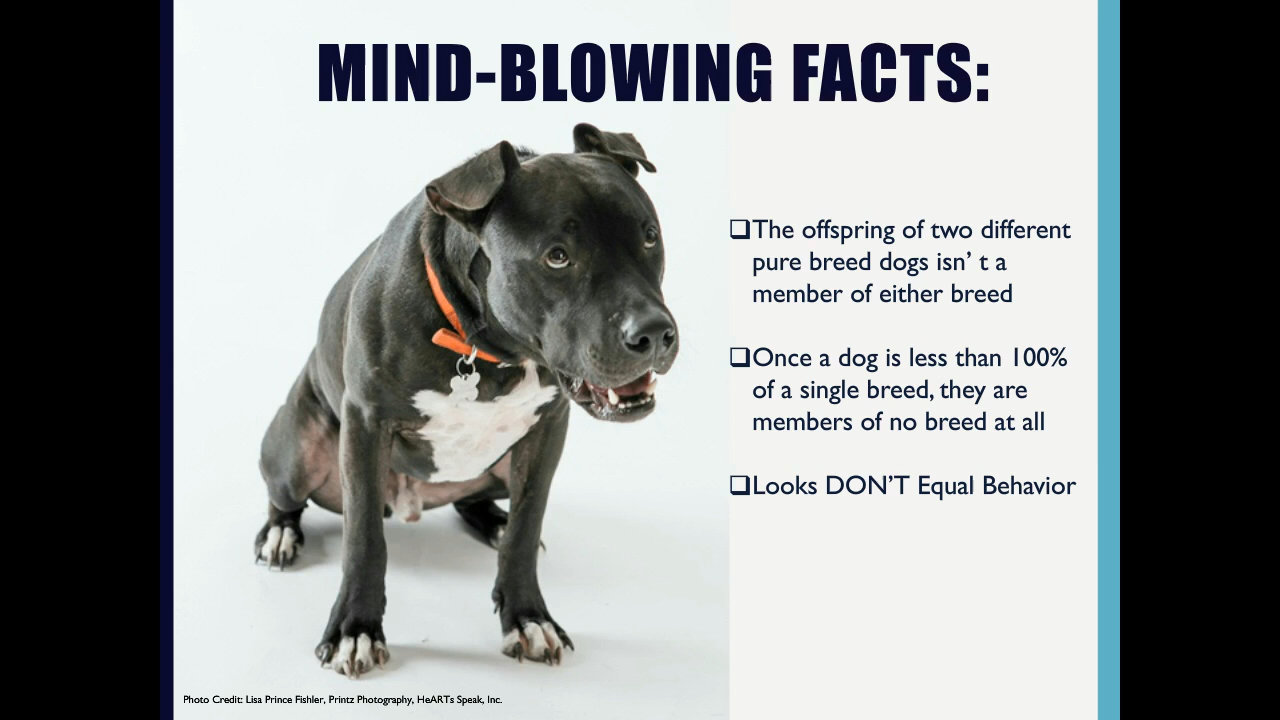 MIND-BLOWING FACTS:
❑The offspring of two different
pure breed dogs isn’ t a
member of either breed
❑Once a dog is less than 100%
of a single breed, they are
members of no breed at all
❑Looks DON’T Equal Behavior
Photo Credit: Lisa Prince Fishler, Printz Photography, HeARTs Speak, Inc.